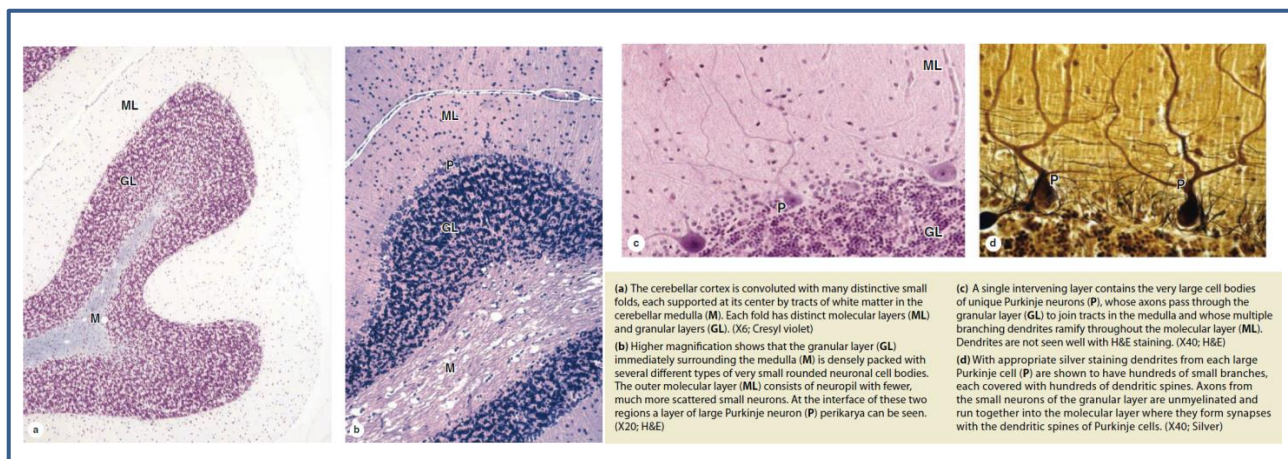 ML
GL
M
a
ML
P
GL
M
b
ML
P
GL
c
P
P
d
(a) The cerebellar cortex is convoluted with many distinctive small
folds, each supported at its center by tracts of white matter in the
cerebellar medulla (M). Each fold has distinct molecular layers (ML)
and granular layers (GL). (X6; Cresyl violet)
(b) Higher magnification shows that the granular layer (GL)
immediately surrounding the medulla (M) is densely packed with
several different types of very small rounded neuronal cell bodies.
The outer molecular layer (ML) consists of neuropil with fewer,
much more scattered small neurons. At the interface of these two
regions a layer of large Purkinje neuron (P) perikarya can be seen.
(X20; H&E)
(c) A single intervening layer contains the very large cell bodies
of unique Purkinje neurons (P), whose axons pass through the
granular layer (GL) to join tracts in the medulla and whose multiple
branching dendrites ramify throughout the molecular layer (ML).
Dendrites are not seen well with H&E staining. (X40; H&E)
(d) With appropriate silver staining dendrites from each large
Purkinje cell (P) are shown to have hundreds of small branches,
each covered with hundreds of dendritic spines. Axons from
the small neurons of the granular layer are unmyelinated and
run together into the molecular layer where they form synapses
with the dendritic spines of Purkinje cells. (X40; Silver)